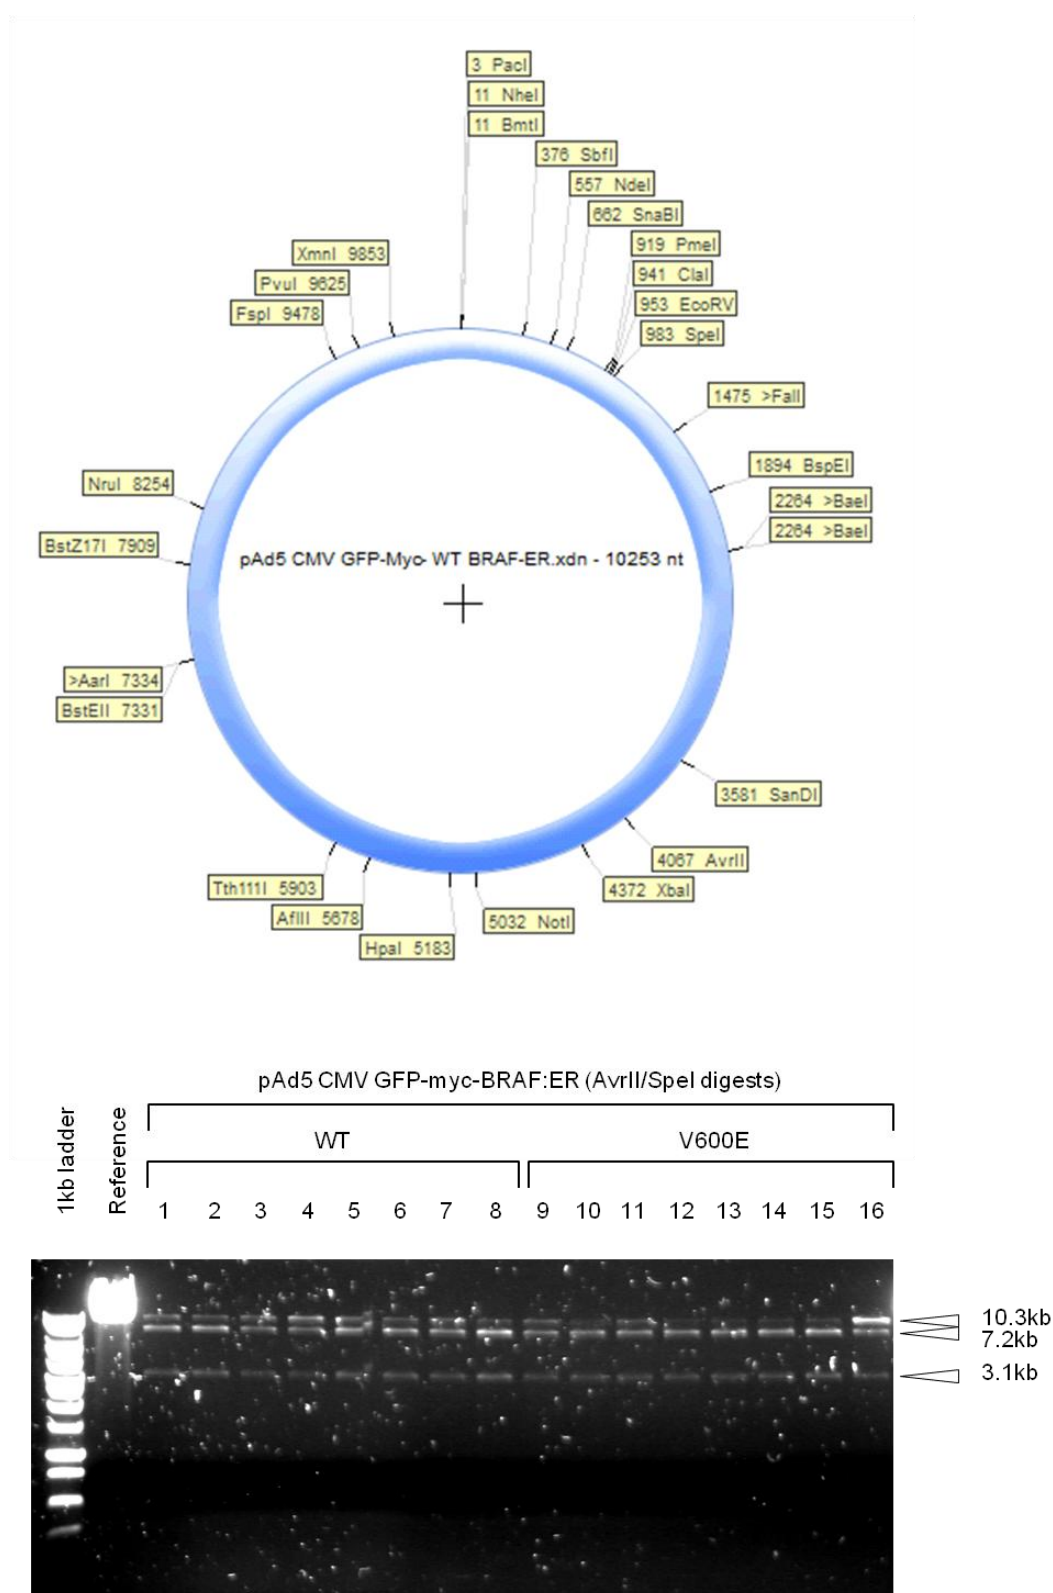 3 PacI
11 NheI
11 BmtI
376 SbfI
557 NdeI
662 SnaBI
919 PmeI
941 ClaI
953 EcoRV
983 SpeI
XmnI 9853
PvuI 9625
FspI 9478
1475 >FalI
1894 BspEI
2264 >BaeI
2264 >BaeI
NruI 8254
BstZ17I 7909
pAd5 CMV GFP-Myc- WT BRAF-ER.xdn - 10253 nt
>AarI 7334
BstEII 7331
3581 SanDI
4067 AvrII
4372 XbaI
Tth111I 5903
AflII 5678
HpaI 5183
5032 NotI
pAd5 CMV GFP-myc-BRAF:ER (AvrII/SpeI digests)
1kb ladder
Reference
WT V600E
1 2 3 4 5 6 7 8 9 10 11 12 13 14 15 16
10.3kb
7.2kb
3.1kb